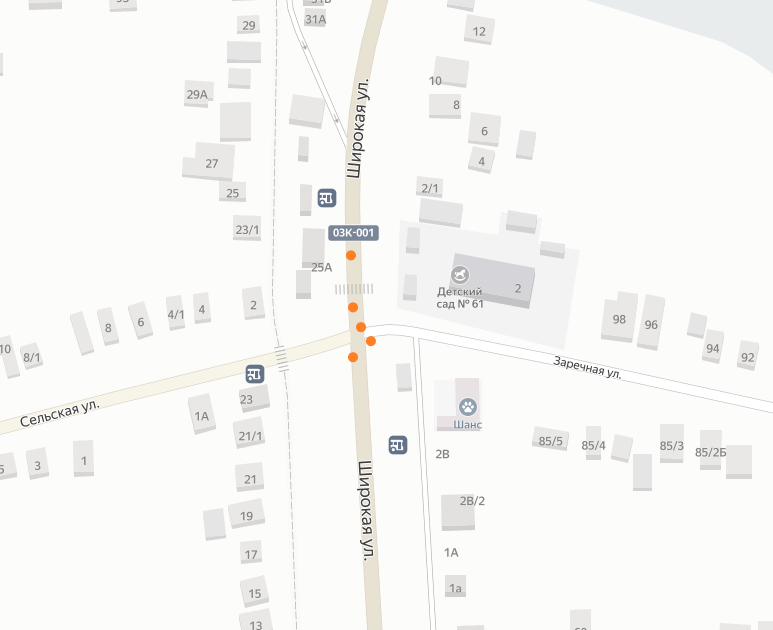 31В
29
31А
12
10
8
29А
6
4
27
Широкая ул.
2/1
25
23/1
03К-001
25А
Детский
сад № 61
2
2
4
4/1
6
8
10
8/1
98
96
94
92
Заречная ул.
Сельская ул.
23
1А
21/1
Шанс
85/5
85/4
85/3
85/2Б
2В
1
3
5
21
2В/2
19
Широкая ул.
17
1А
1а
15
13